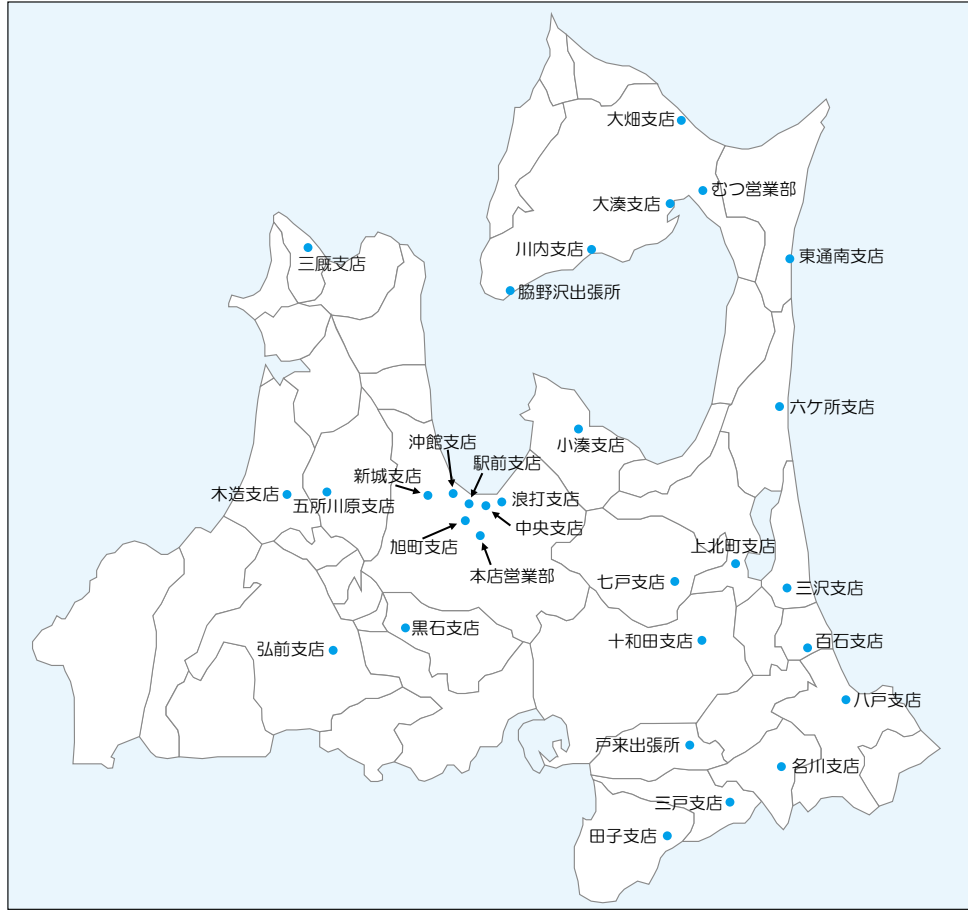 大畑支店
むつ営業部
大湊支店
川内支店
三厩支店
東通南支店
脇野沢出張所
六ケ所支店
小湊支店
沖館支店
駅前支店
新城支店
木造支店
五所川原支店
浪打支店
中央支店
旭町支店
上北町支店
本店営業部
七戸支店
三沢支店
黒石支店
十和田支店
百石支店
弘前支店
八戸支店
戸来出張所
名川支店
三戸支店
田子支店